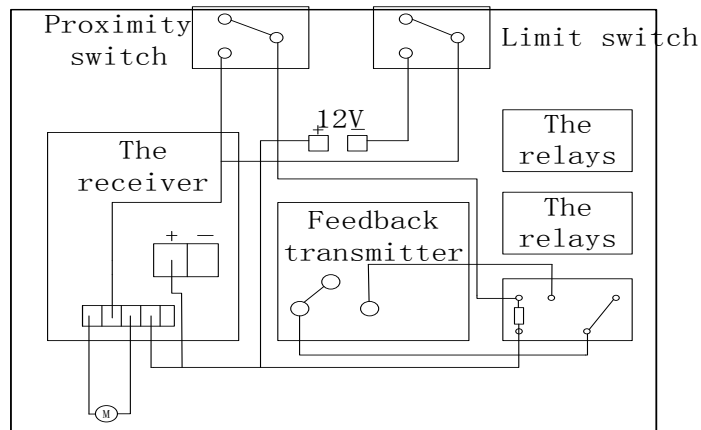 Proximity
switch
Limit switch
12V
+ −
The
receiver
The
relays
+ −
Feedback
transmitter
The
relays
M